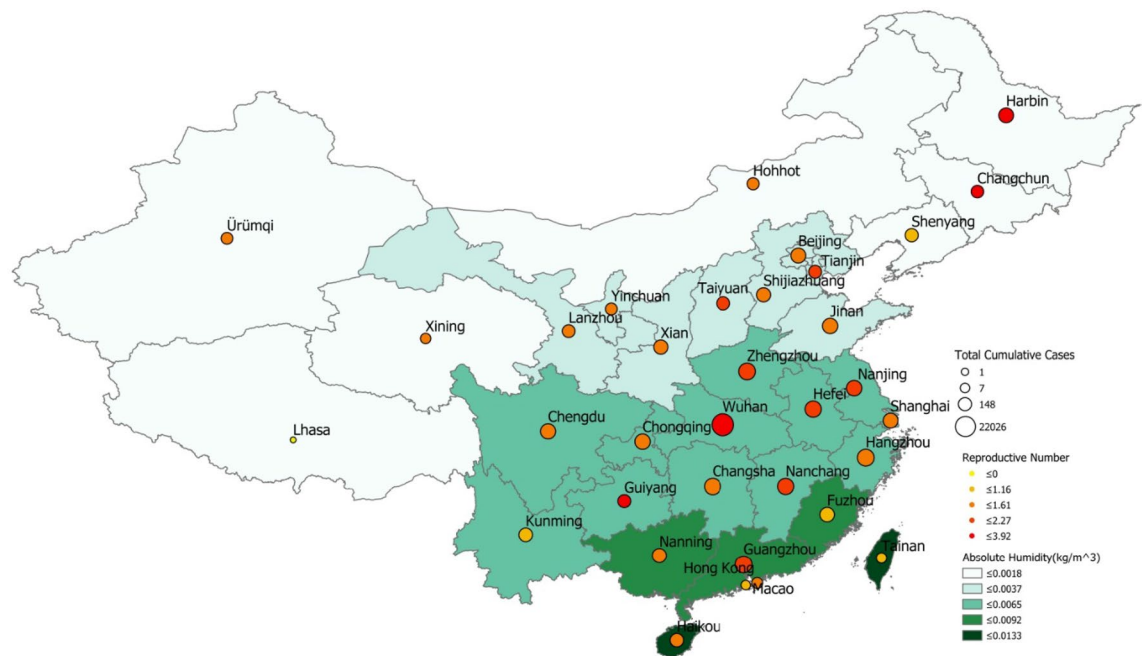 Harbin
Hohhot
Changchun
Ürümqi
Shenyang
Beijing
Tianjin
Shijiazhuang
Taiyuan
Yinchuan
Lanzhou
Jinan
Xining
Xian
Zhengzhou
Nanjing
Hefei
Wuhan
Shanghai
Chengdu
Chongqing
Lhasa
Hangzhou
Changsha
Nanchang
Guiyang
Fuzhou
Kunming
Nanning
Guangzhou
Tainan
Hong Kong
Macao
Haikou
Total Cumulative Cases
1
7
148
22026
Reproductive Number
≤0
≤1.16
≤1.61
≤2.27
≤3.92
Absolute Humidity(kg/m^3)
≤0.0018
≤0.0037
≤0.0065
≤0.0092
≤0.0133